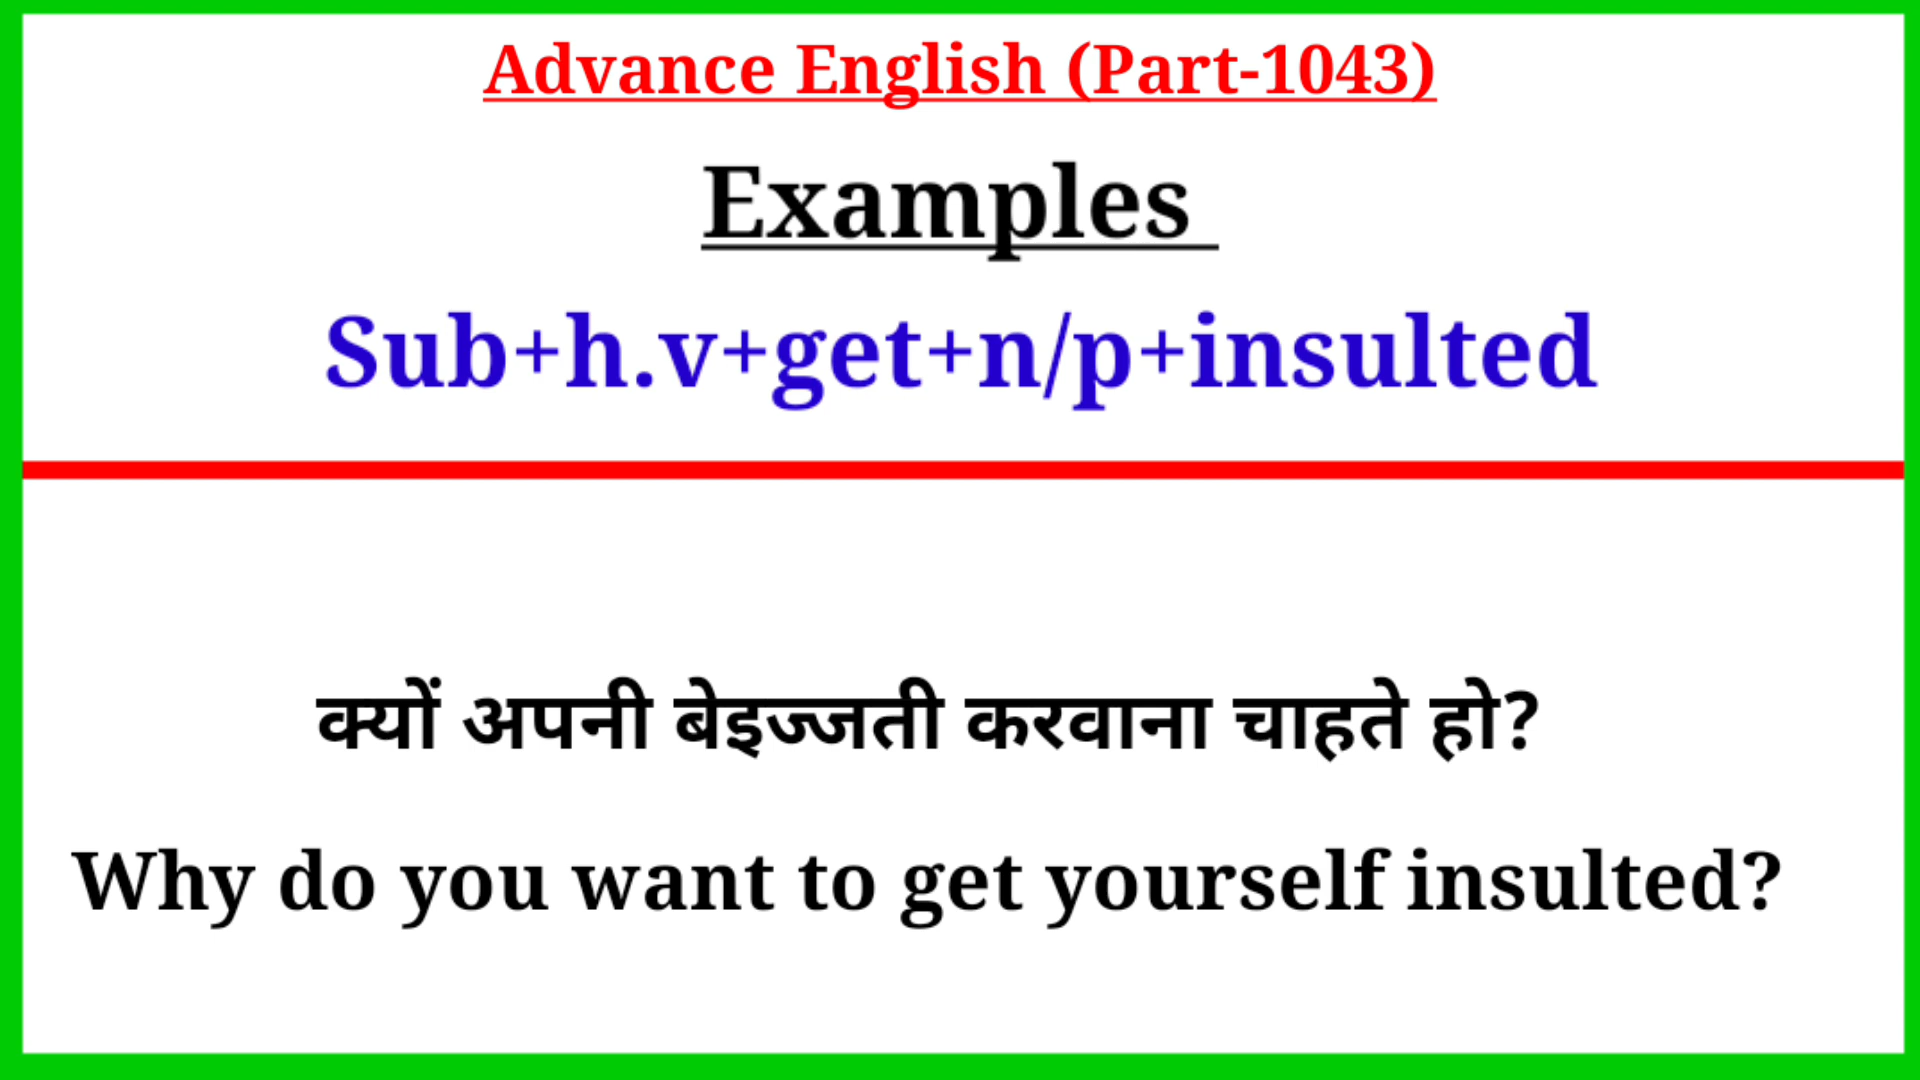 Advance English (Part-1043)
Examples
Sub+h.v+get+n/p+insulted
क्यों अपनी बेइज्जती करवाना चाहते हो?
Why do you want to get yourself insulted?